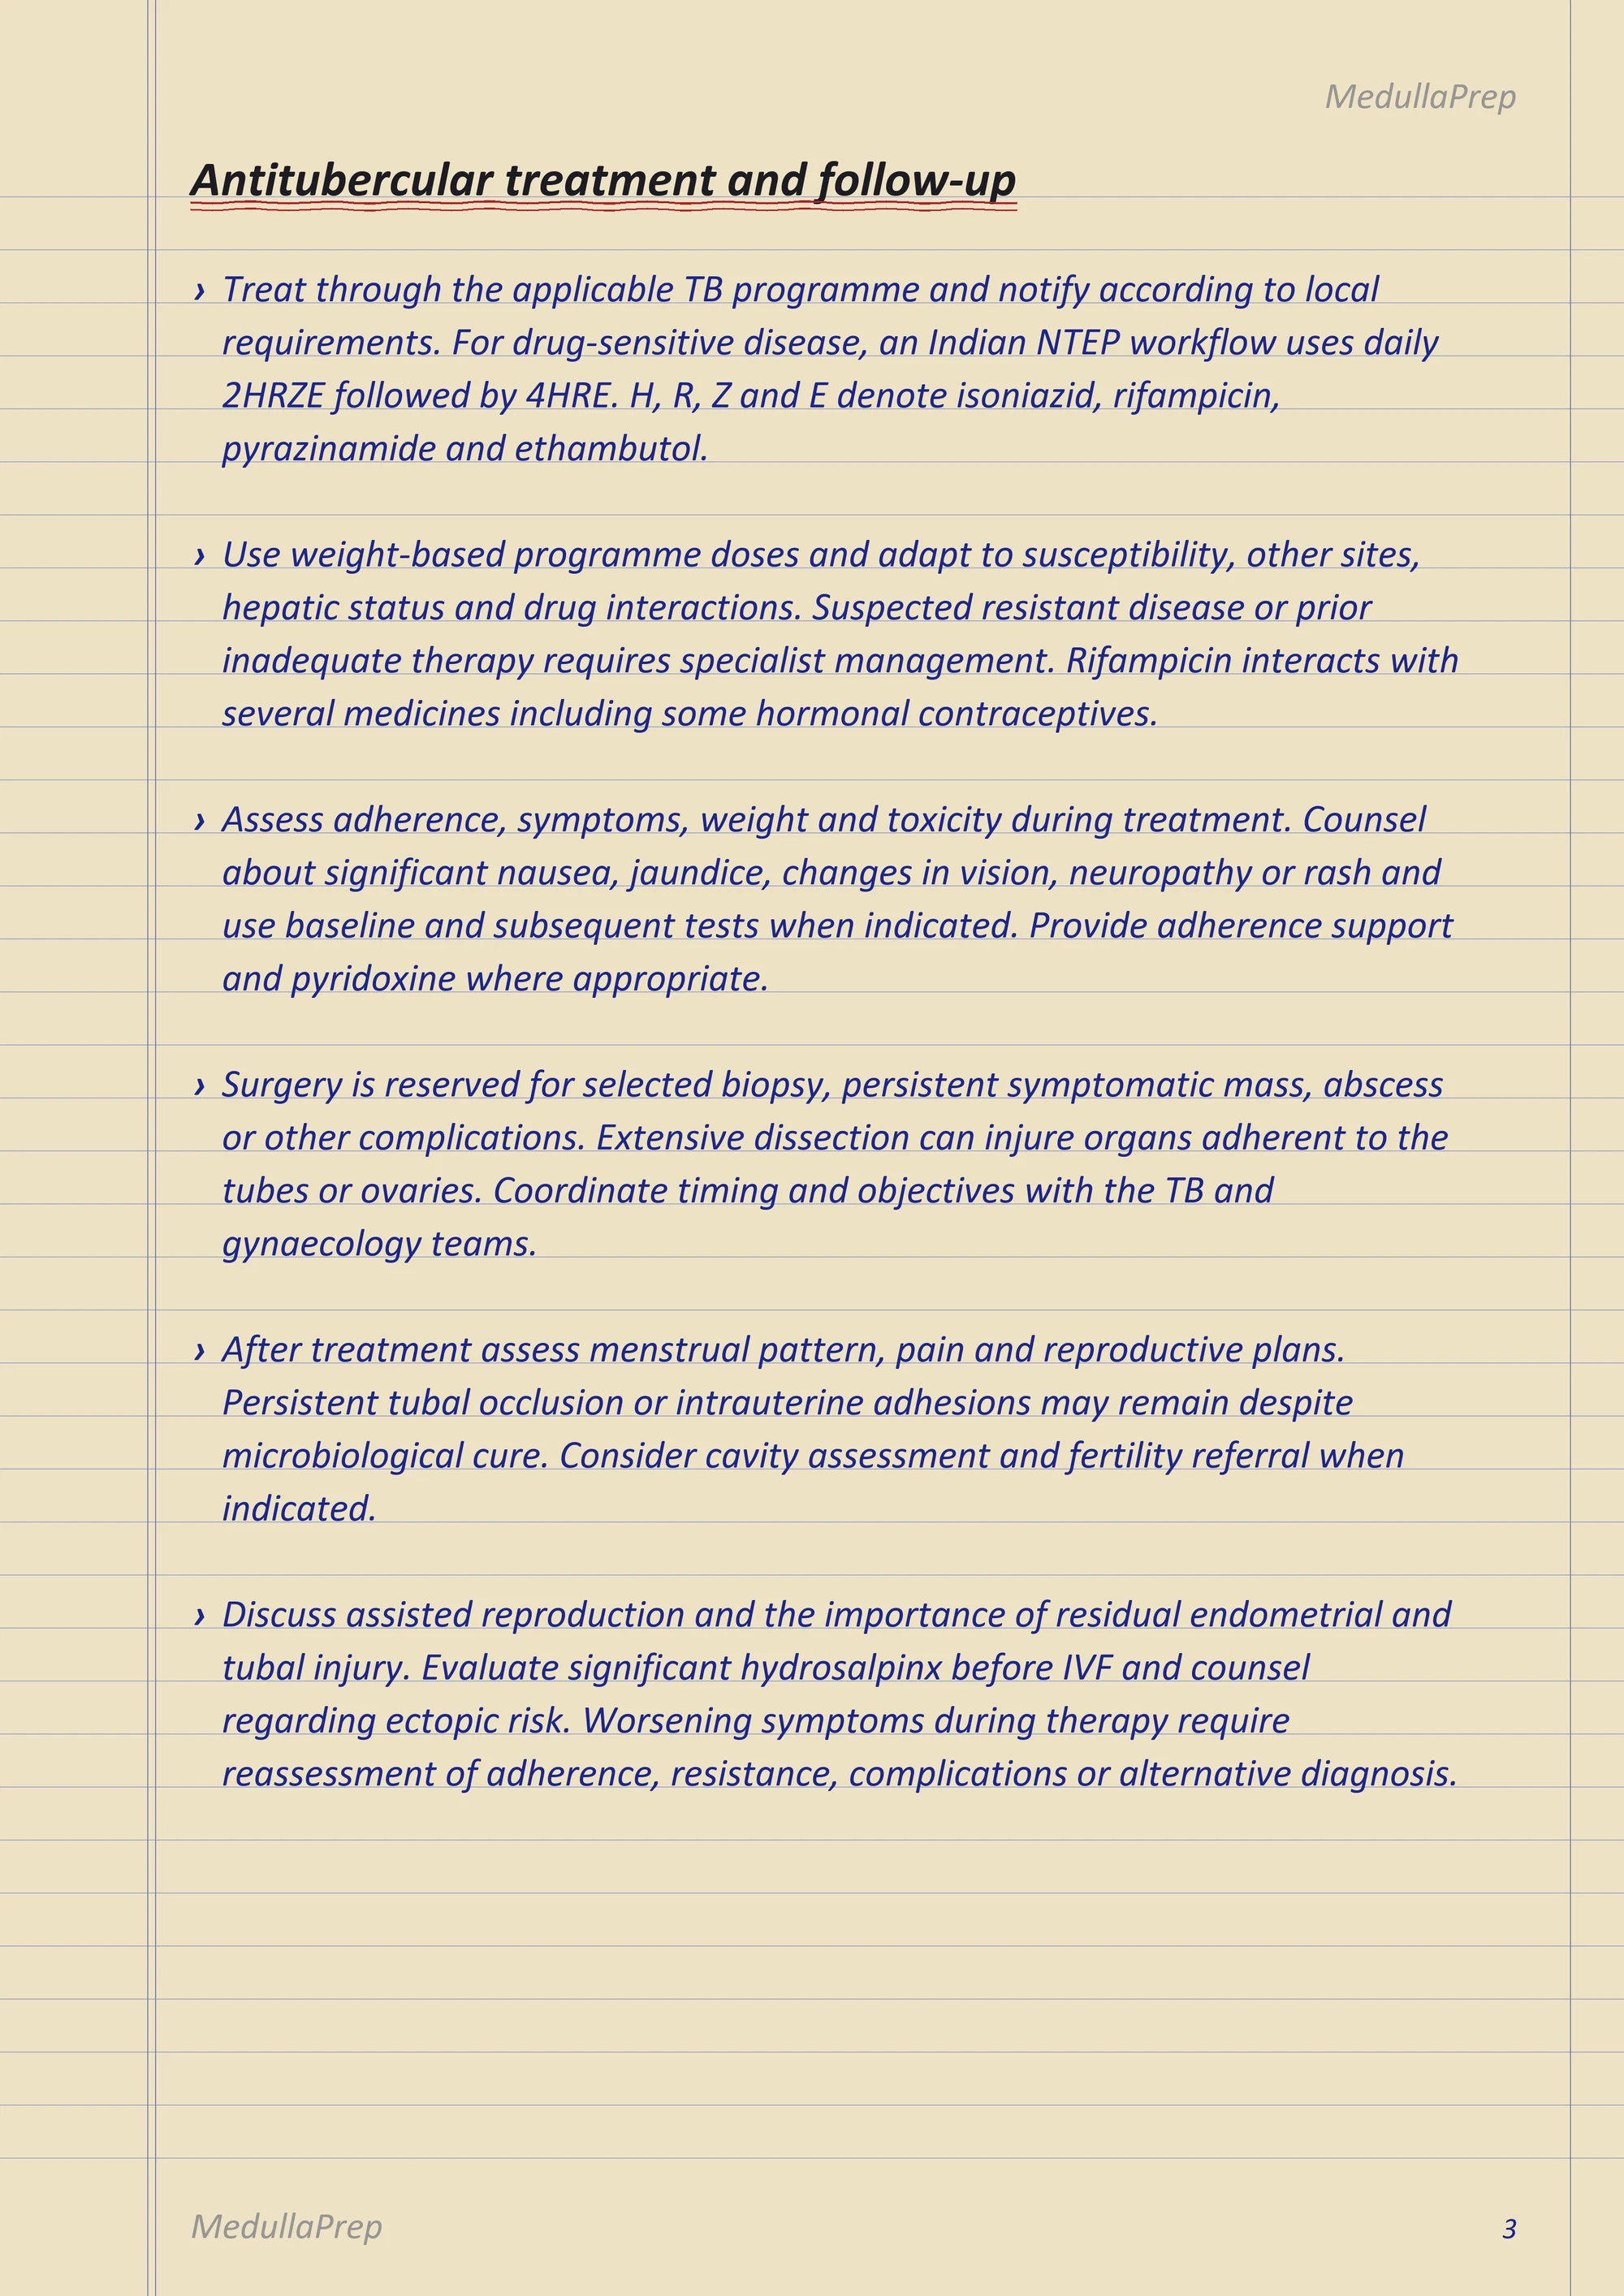 MedullaPrep
Antitubercular treatment and follow-up
› Treat through the applicable TB programme and notify according to local
requirements. For drug-sensitive disease, an Indian NTEP workflow uses daily
2HRZE followed by 4HRE. H, R, Z and E denote isoniazid, rifampicin,
pyrazinamide and ethambutol.
› Use weight-based programme doses and adapt to susceptibility, other sites,
hepatic status and drug interactions. Suspected resistant disease or prior
inadequate therapy requires specialist management. Rifampicin interacts with
several medicines including some hormonal contraceptives.
› Assess adherence, symptoms, weight and toxicity during treatment. Counsel
about significant nausea, jaundice, changes in vision, neuropathy or rash and
use baseline and subsequent tests when indicated. Provide adherence support
and pyridoxine where appropriate.
› Surgery is reserved for selected biopsy, persistent symptomatic mass, abscess
or other complications. Extensive dissection can injure organs adherent to the
tubes or ovaries. Coordinate timing and objectives with the TB and
gynaecology teams.
› After treatment assess menstrual pattern, pain and reproductive plans.
Persistent tubal occlusion or intrauterine adhesions may remain despite
microbiological cure. Consider cavity assessment and fertility referral when
indicated.
› Discuss assisted reproduction and the importance of residual endometrial and
tubal injury. Evaluate significant hydrosalpinx before IVF and counsel
regarding ectopic risk. Worsening symptoms during therapy require
reassessment of adherence, resistance, complications or alternative diagnosis.
MedullaPrep
3